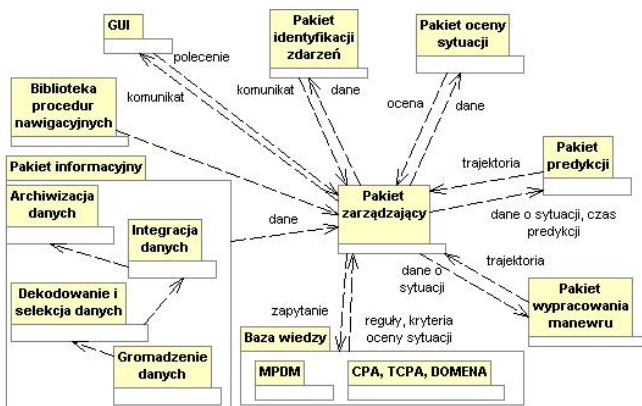 GUI
polecenie
komunikat
Pakiet
identyfikacji
zdarzeń
komunikat
dane
Pakiet oceny
sytuacji
ocena
dane
Biblioteka
procedur
nawigacyjnych
Pakiet
predykcji
trajektoria
dane o sytuacji, czas
predykcji
Pakiet informacyjny
Archiwizacja
danych
Integracja
danych
Dekodowanie i
selekcja danych
Gromadzenie
danych
dane
Pakiet
zarządzający
dane o
sytuacji
trajektoria
Pakiet
wypracowania
manewru
zapytanie
reguły, kryteria
oceny sytuacji
Baza wiedzy
MPDM
CPA, TCPA, DOMENA